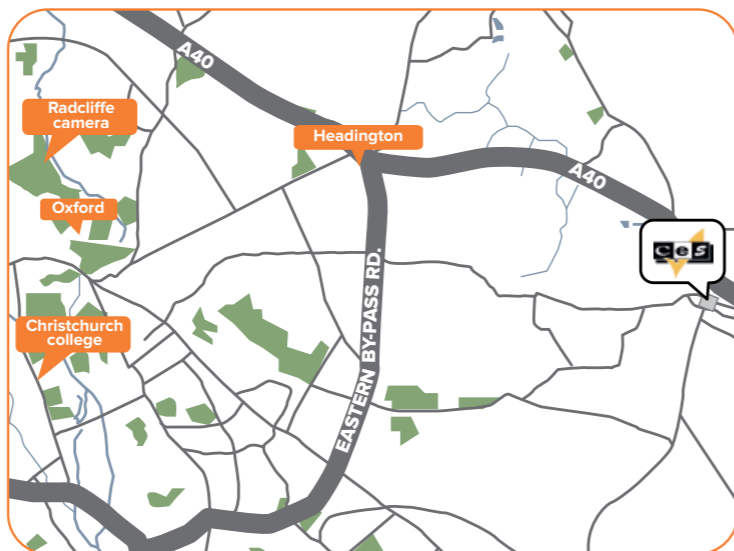 A40
Radcliffe
camera
Headington
A40
Oxford
ces
EASTERN BY-PASS RD.
Christchurch
college